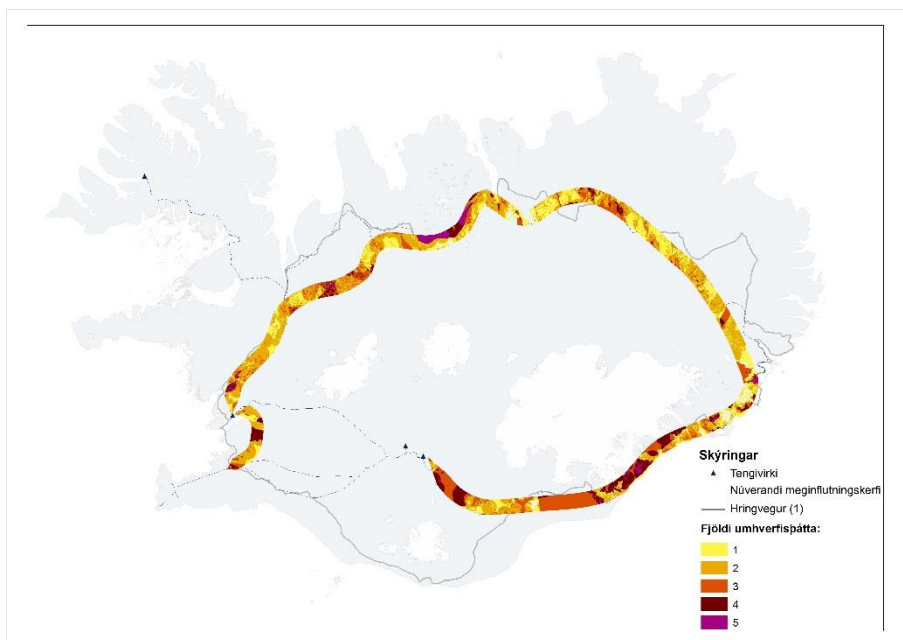 Skýringar
Tengivirki
Núverandi meginflutningskerfi
Hringvegur (1)
Fjöldi umhverfisþátta:
1
2
3
4
5